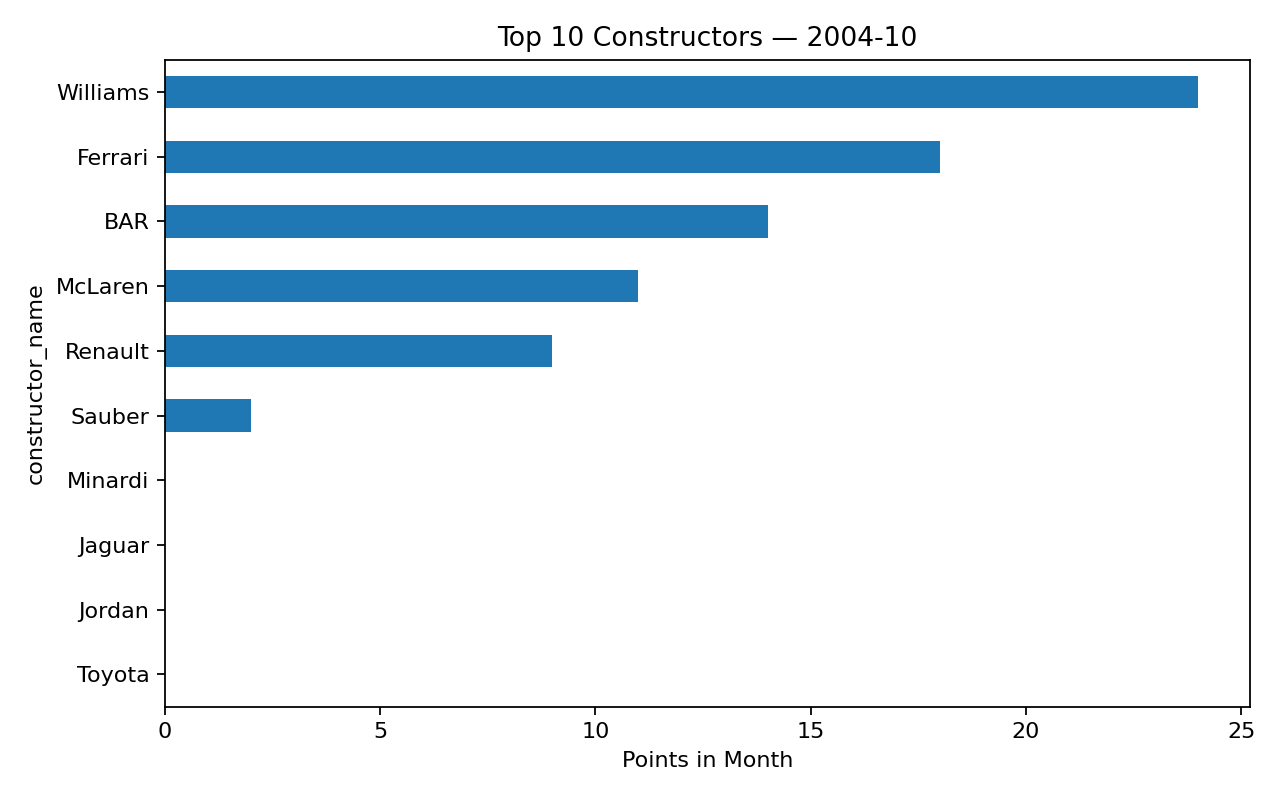 Top 10 Constructors — 2004-10
constructor_name
Williams
Ferrari
BAR
McLaren
Renault
Sauber
Minardi
Jaguar
Jordan
Toyota
0 5 10 15 20 25
Points in Month